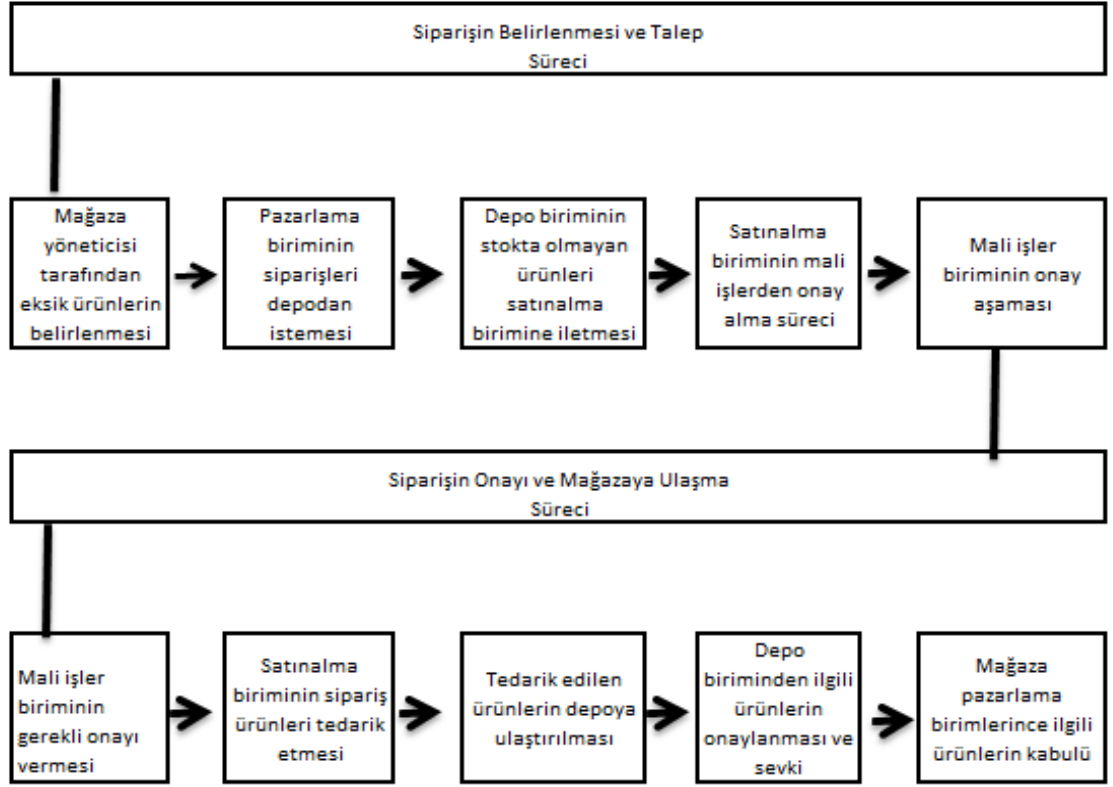 Siparişin Belirlenmesi ve Talep
Süreci
Mağaza
yöneticisi
tarafından
eksik ürünlerin
belirlenmesi
Pazarlama
biriminin
siparişleri
depodan
istemesi
Depo biriminin
stokta olmayan
ürünleri
satınalma
birimine iletmesi
Satınalma
biriminin mali
işlerden onay
alma süreci
Mali işler
biriminin onay
aşaması
Siparişin Onayı ve Mağazaya Ulaşma
Süreci
Mali işler
biriminin
gerekli onayı
vermesi
Satınalma
biriminin sipariş
ürünleri tedarik
etmesi
Tedarik edilen
ürünlerin depoya
ulaştırılması
Depo
biriminden ilgili
ürünlerin
onaylanması ve
sevki
Mağaza
pazarlama
birimlerince ilgili
ürünlerin kabulü